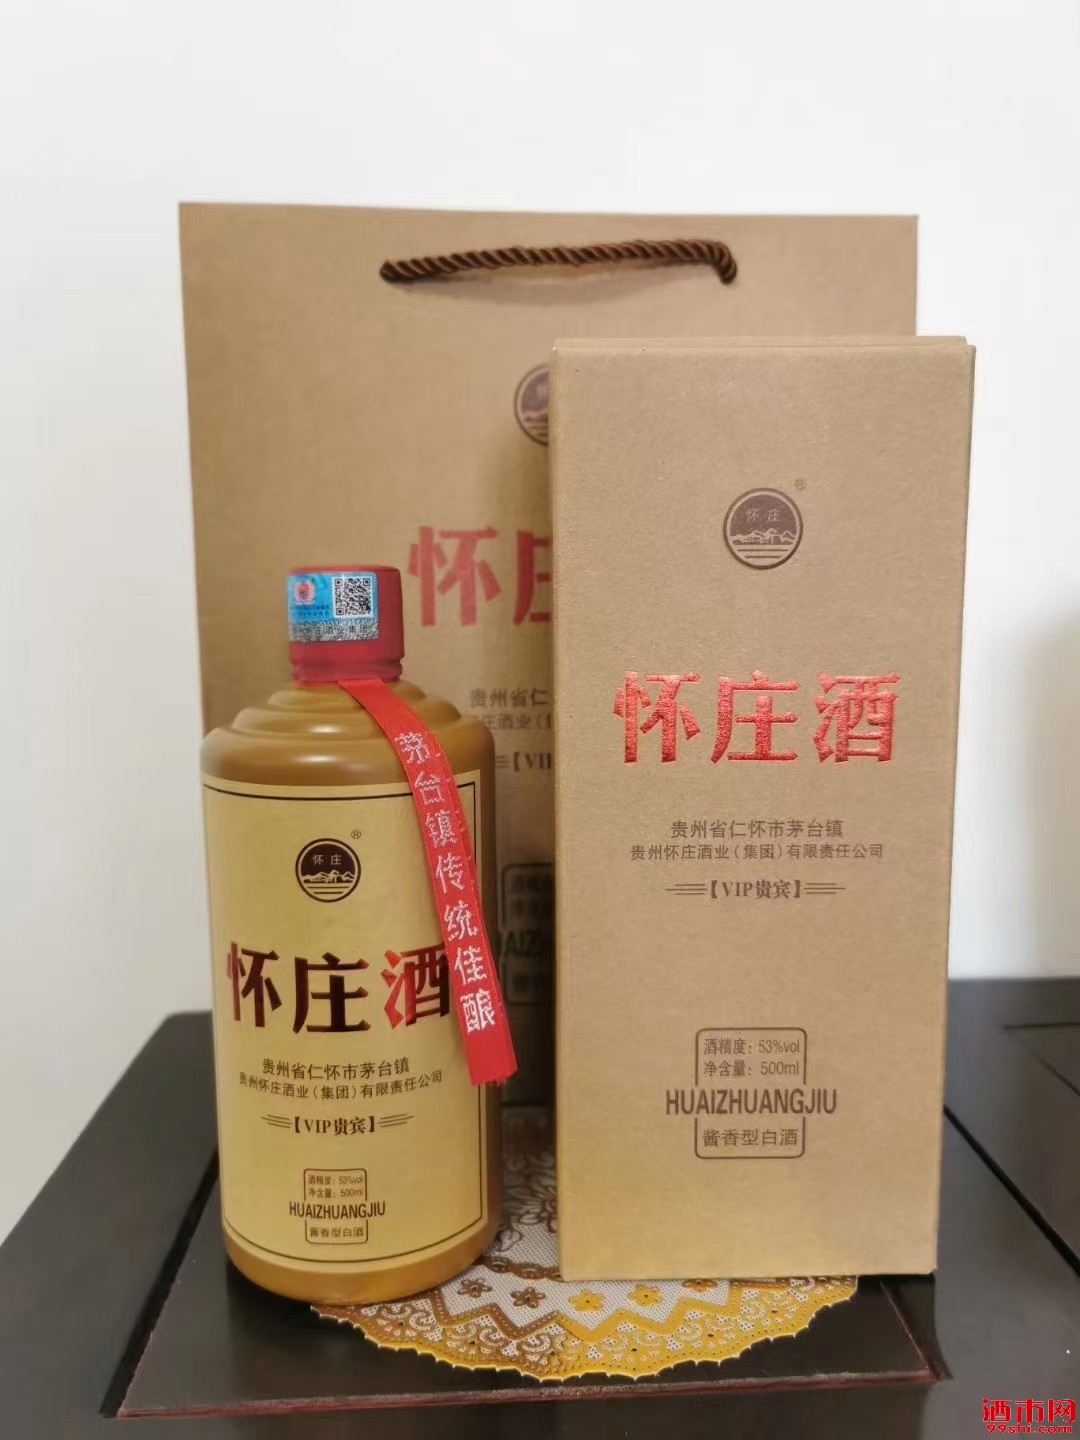 怀庄
贵州省仁
庄酒业(集
【VI
怀庄
®
怀庄酒
贵州省仁怀市茅台镇
贵州怀庄酒业(集团)有限责任公司
【VIP贵宾】
酒精度:53%vol
净含量:500ml
HUAIZHUANGJIU
酱香型白酒
茅台镇传统佳酿
怀庄
®
怀庄酒
贵州省仁怀市茅台镇
贵州怀庄酒业(集团)有限责任公司
【VIP贵宾】
酒精度:53%vol
净含量:500ml
HUAIZHUANGJIU
酱香型白酒
酒市网
99shi.com